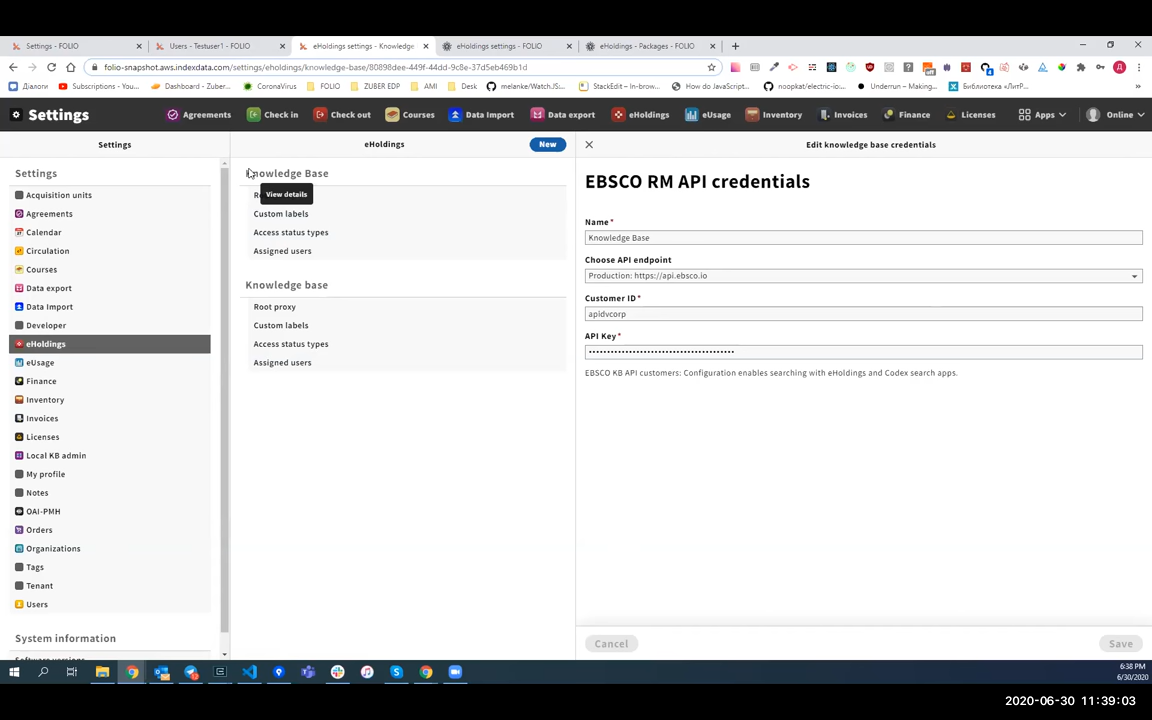 Settings - FOLIO
Users - Testuser1 - FOLIO
eHoldings settings - Knowledge
eHoldings settings - FOLIO
eHoldings - Packages - FOLIO
folio-snapshot.aws.indexdata.com/settings/eholdings/knowledge-base/80898dee-449f-44dd-9c8e-37d5eb969b1d
Діалоги
Subscriptions - You...
Dashboard - Zuber...
CoronaVirus
FOLIO
ZUBER EDP
AMI
Desk
melanke/WatchJS:...
StackEdit – In-brow...
How do JavaScript...
noopkat/electric-io:...
Underrun – Making...
Библиотека «ЛитР...
Settings
Agreements
Check in
Check out
Courses
Data Import
Data export
eHoldings
eUsage
Inventory
Invoices
Finance
Licenses
Apps
Online
Settings
eHoldings
New
Edit knowledge base credentials
Settings
Acquisition units
Agreements
Calendar
Circulation
Courses
Data export
Data Import
Developer
eHoldings
eUsage
Finance
Inventory
Invoices
Licenses
Local KB admin
My profile
Notes
OAI-PMH
Orders
Organizations
Tags
Tenant
Users
System information
Knowledge Base
View details
Custom labels
Access status types
Assigned users
Knowledge base
Root proxy
Custom labels
Access status types
Assigned users
EBSCO RM API credentials
Name*
Knowledge Base
Choose API endpoint
Production: https://api.ebsco.io
Customer ID*
apidvcorp
API Key*
EBSCO KB API customers: Configuration enables searching with eHoldings and Codex search apps.
Cancel
Save
6:38 PM
6/30/2020
2020-06-30 11:39:03